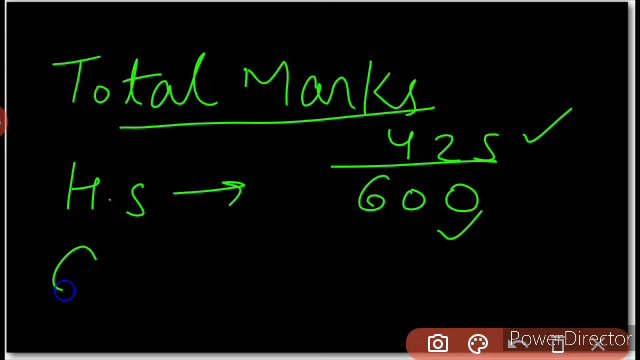 Total Marks
H.S → 425/600
PowerDirector